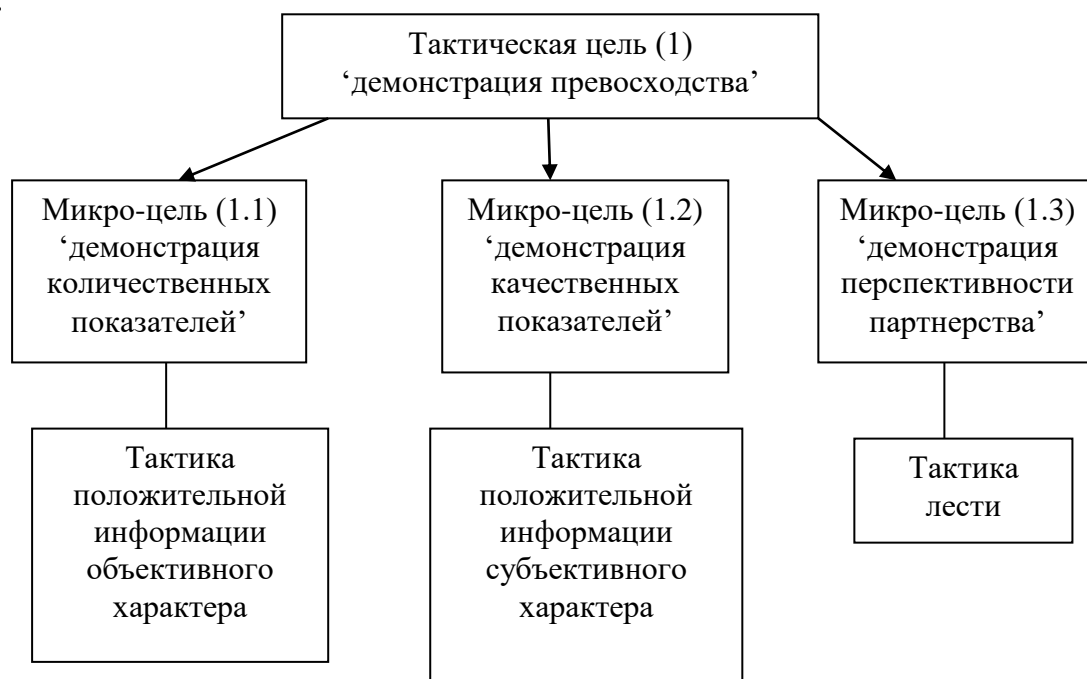 Тактическая цель (1)
‘демонстрация превосходства’
Микро-цель (1.1)
‘демонстрация
количественных
показателей’
Микро-цель (1.2)
‘демонстрация
качественных
показателей’
Микро-цель (1.3)
‘демонстрация
перспективности
партнерства’
Тактика
положительной
информации
объективного
характера
Тактика
положительной
информации
субъективного
характера
Тактика
лести